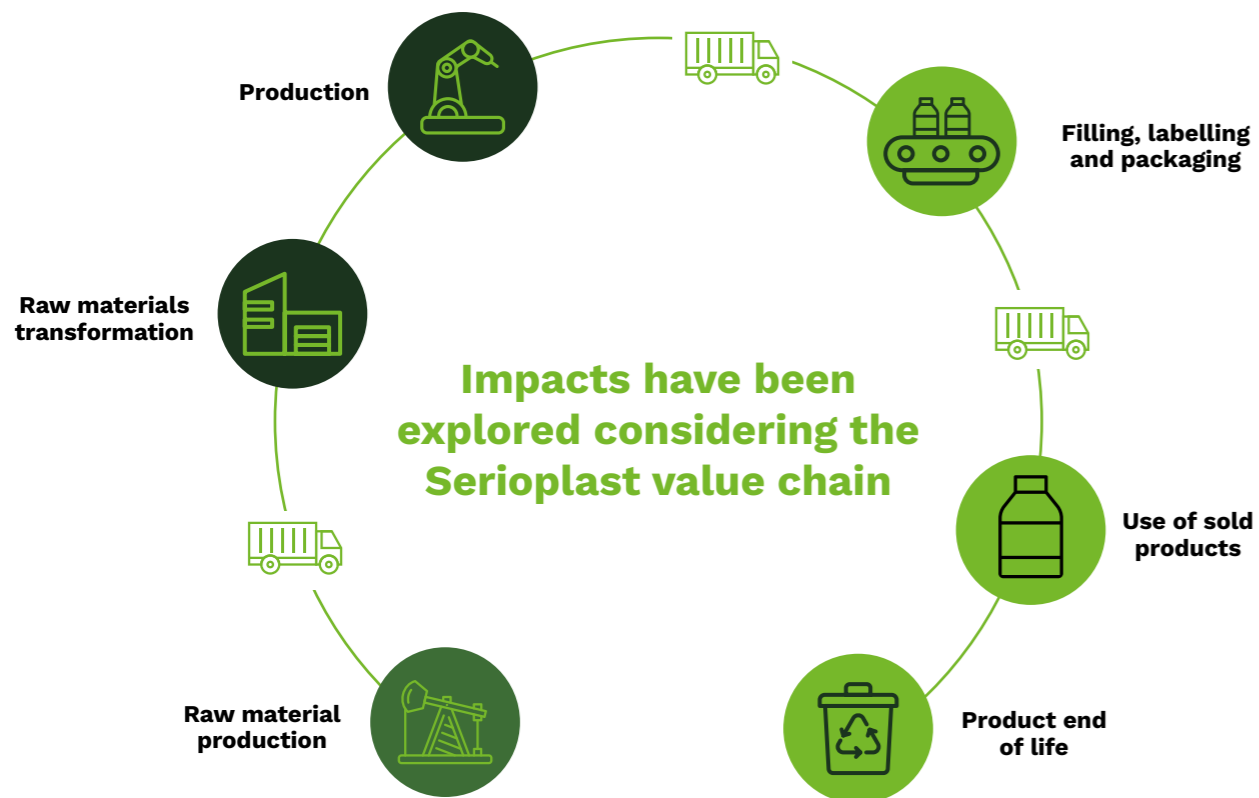 Production
Filling, labelling
and packaging
Raw materials
transformation
Impacts have been
explored considering the
Serioplast value chain
Use of sold
products
Raw material
production
Product end
of life